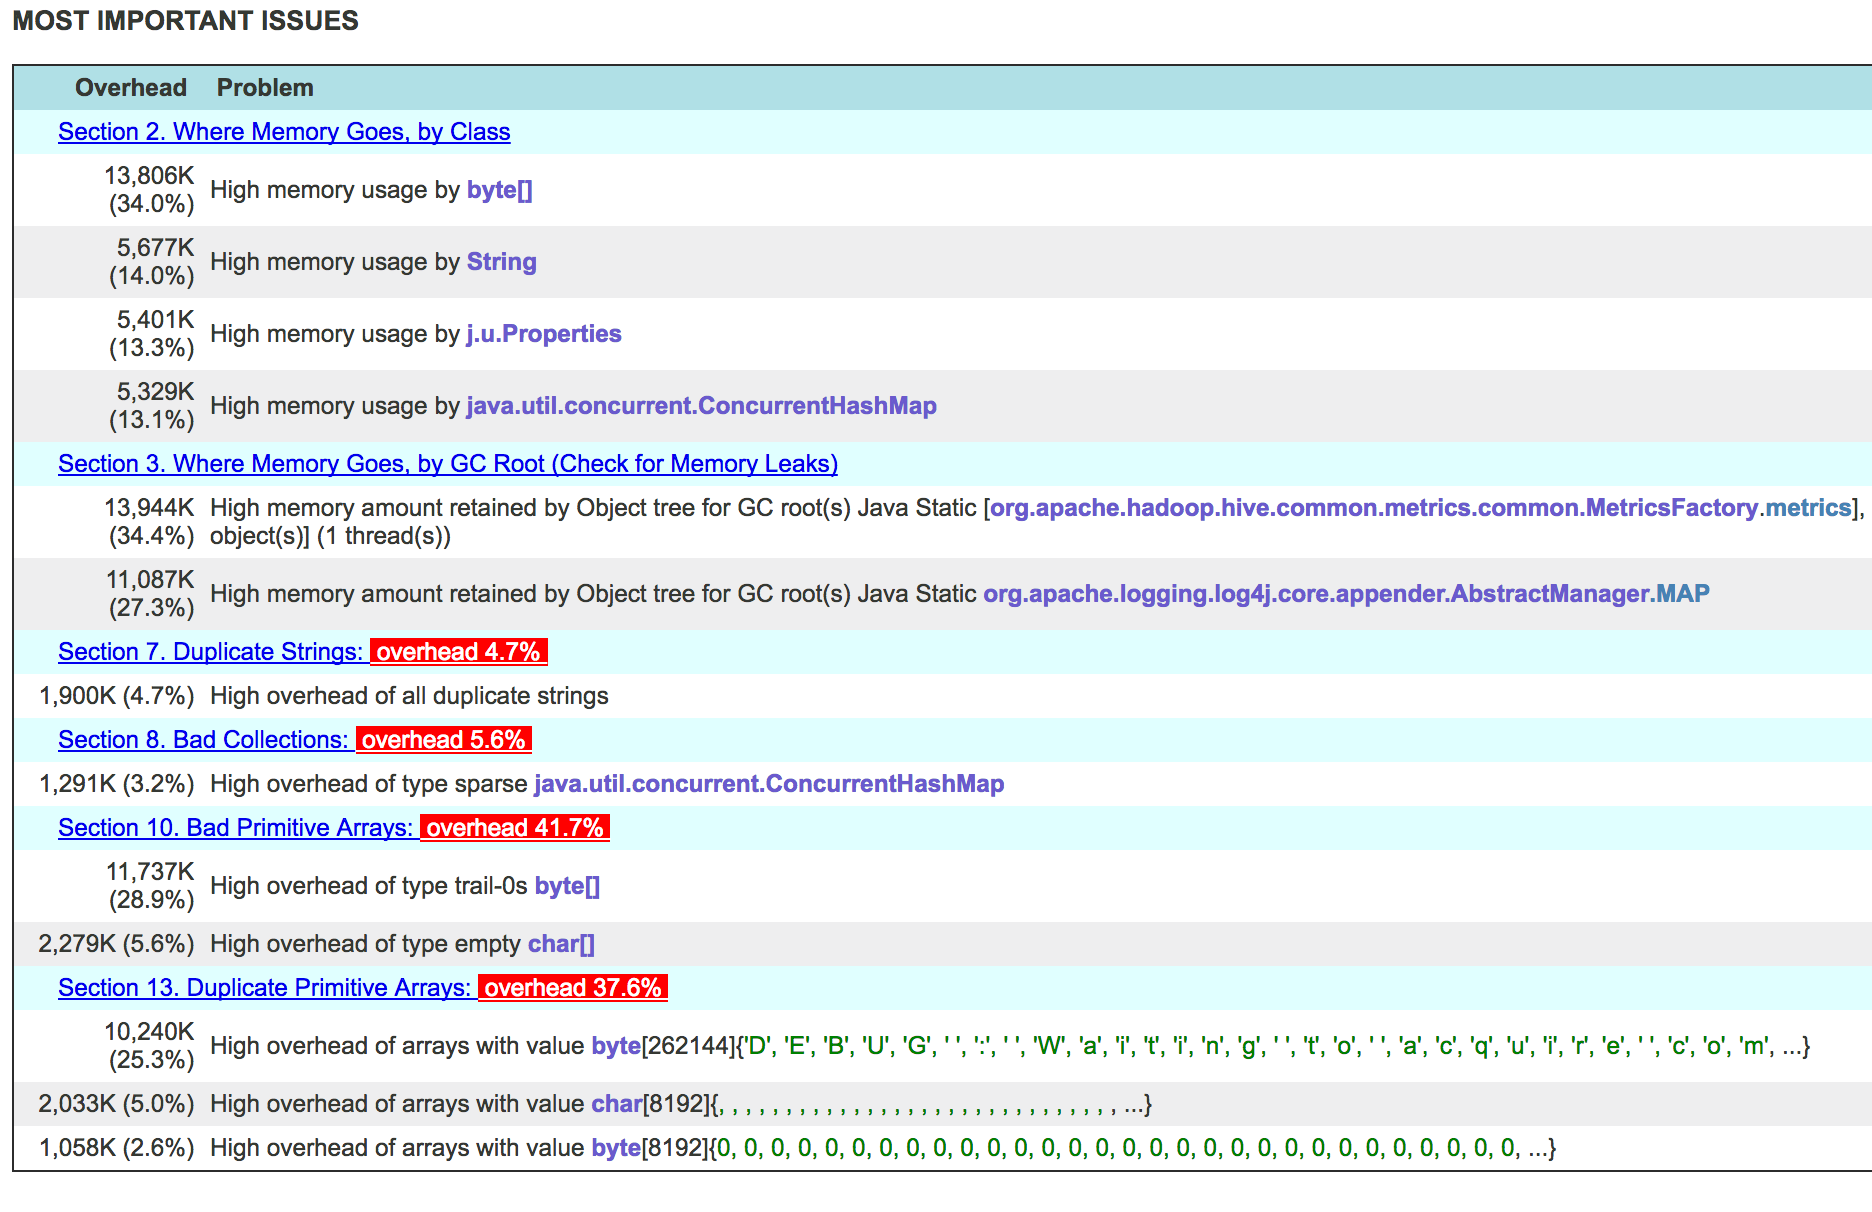 MOST IMPORTANT ISSUES
Overhead Problem
Section 2. Where Memory Goes, by Class
13,806K
(34.0%) High memory usage by byte[]
5,677K
(14.0%) High memory usage by String
5,401K
(13.3%) High memory usage by j.u.Properties
5,329K
(13.1%) High memory usage by java.util.concurrent.ConcurrentHashMap
Section 3. Where Memory Goes, by GC Root (Check for Memory Leaks)
13,944K High memory amount retained by Object tree for GC root(s) Java Static [org.apache.hadoop.hive.common.metrics.common.MetricsFactory.metrics],
(34.4%) object(s)] (1 thread(s))
11,087K
(27.3%) High memory amount retained by Object tree for GC root(s) Java Static org.apache.logging.log4j.core.appender.AbstractManager.MAP
Section 7. Duplicate Strings: overhead 4.7%
1,900K (4.7%) High overhead of all duplicate strings
Section 8. Bad Collections: overhead 5.6%
1,291K (3.2%) High overhead of type sparse java.util.concurrent.ConcurrentHashMap
Section 10. Bad Primitive Arrays: overhead 41.7%
11,737K
(28.9%) High overhead of type trail-0s byte[]
2,279K (5.6%) High overhead of type empty char[]
Section 13. Duplicate Primitive Arrays: overhead 37.6%
10,240K
(25.3%) High overhead of arrays with value byte[262144]{'D', 'E', 'B', 'U', 'G', ' ', ':', ' ', 'W', 'a', 'i', 't', 'i', 'n', 'g', ' ', 't', 'o', ' ', 'a', 'c', 'q', 'u', 'i', 'r', 'e', ' ', 'c', 'o', 'm', ...}
2,033K (5.0%) High overhead of arrays with value char[8192]{, , , , , , , , , , , , , , , , , , , , , , , , , , , , , , ...}
1,058K (2.6%) High overhead of arrays with value byte[8192]{0, 0, 0, 0, 0, 0, 0, 0, 0, 0, 0, 0, 0, 0, 0, 0, 0, 0, 0, 0, 0, 0, 0, 0, 0, 0, 0, 0, 0, 0, ...}